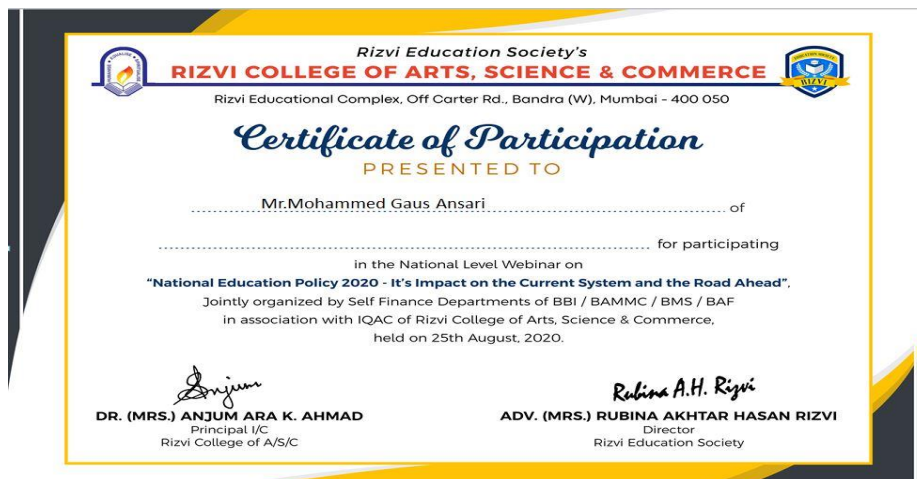 Rizvi Education Society's
RIZVI COLLEGE OF ARTS, SCIENCE & COMMERCE
Rizvi Educational Complex, Off Carter Rd., Bandra (W), Mumbai - 400 050
Certificate of Participation
PRESENTED TO
Mr.Mohammed Gaus Ansari of
for participating
in the National Level Webinar on
"National Education Policy 2020 - It's Impact on the Current System and the Road Ahead",
Jointly organized by Self Finance Departments of BBI / BAMMC / BMS / BAF
in association with IQAC of Rizvi College of Arts, Science & Commerce,
held on 25th August, 2020.
Anjum
Rubina A.H. Rizvi
DR. (MRS.) ANJUM ARA K. AHMAD
Principal I/C
Rizvi College of A/S/C
ADV. (MRS.) RUBINA AKHTAR HASAN RIZVI
Director
Rizvi Education Society
RIZVI